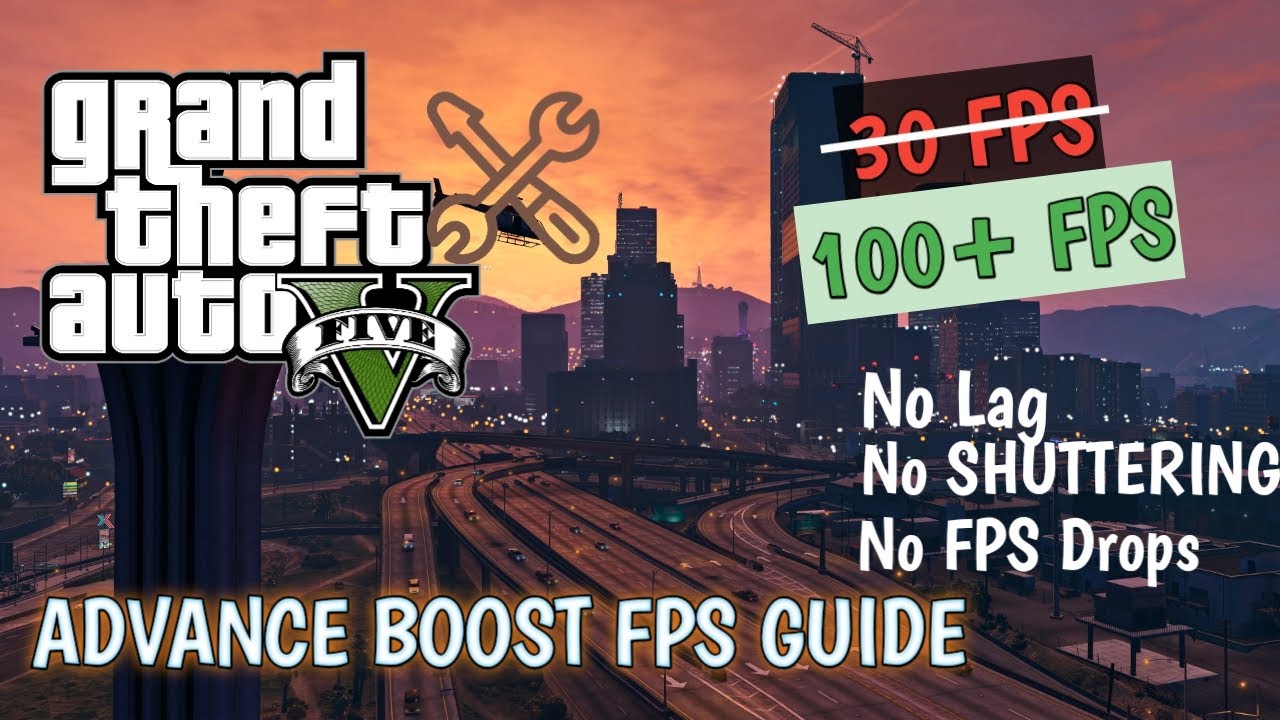 grand
theft
auto
V
FIVE
30 FPS
100+ FPS
No Lag
No SHUTTERING
No FPS Drops
ADVANCE BOOST FPS GUIDE